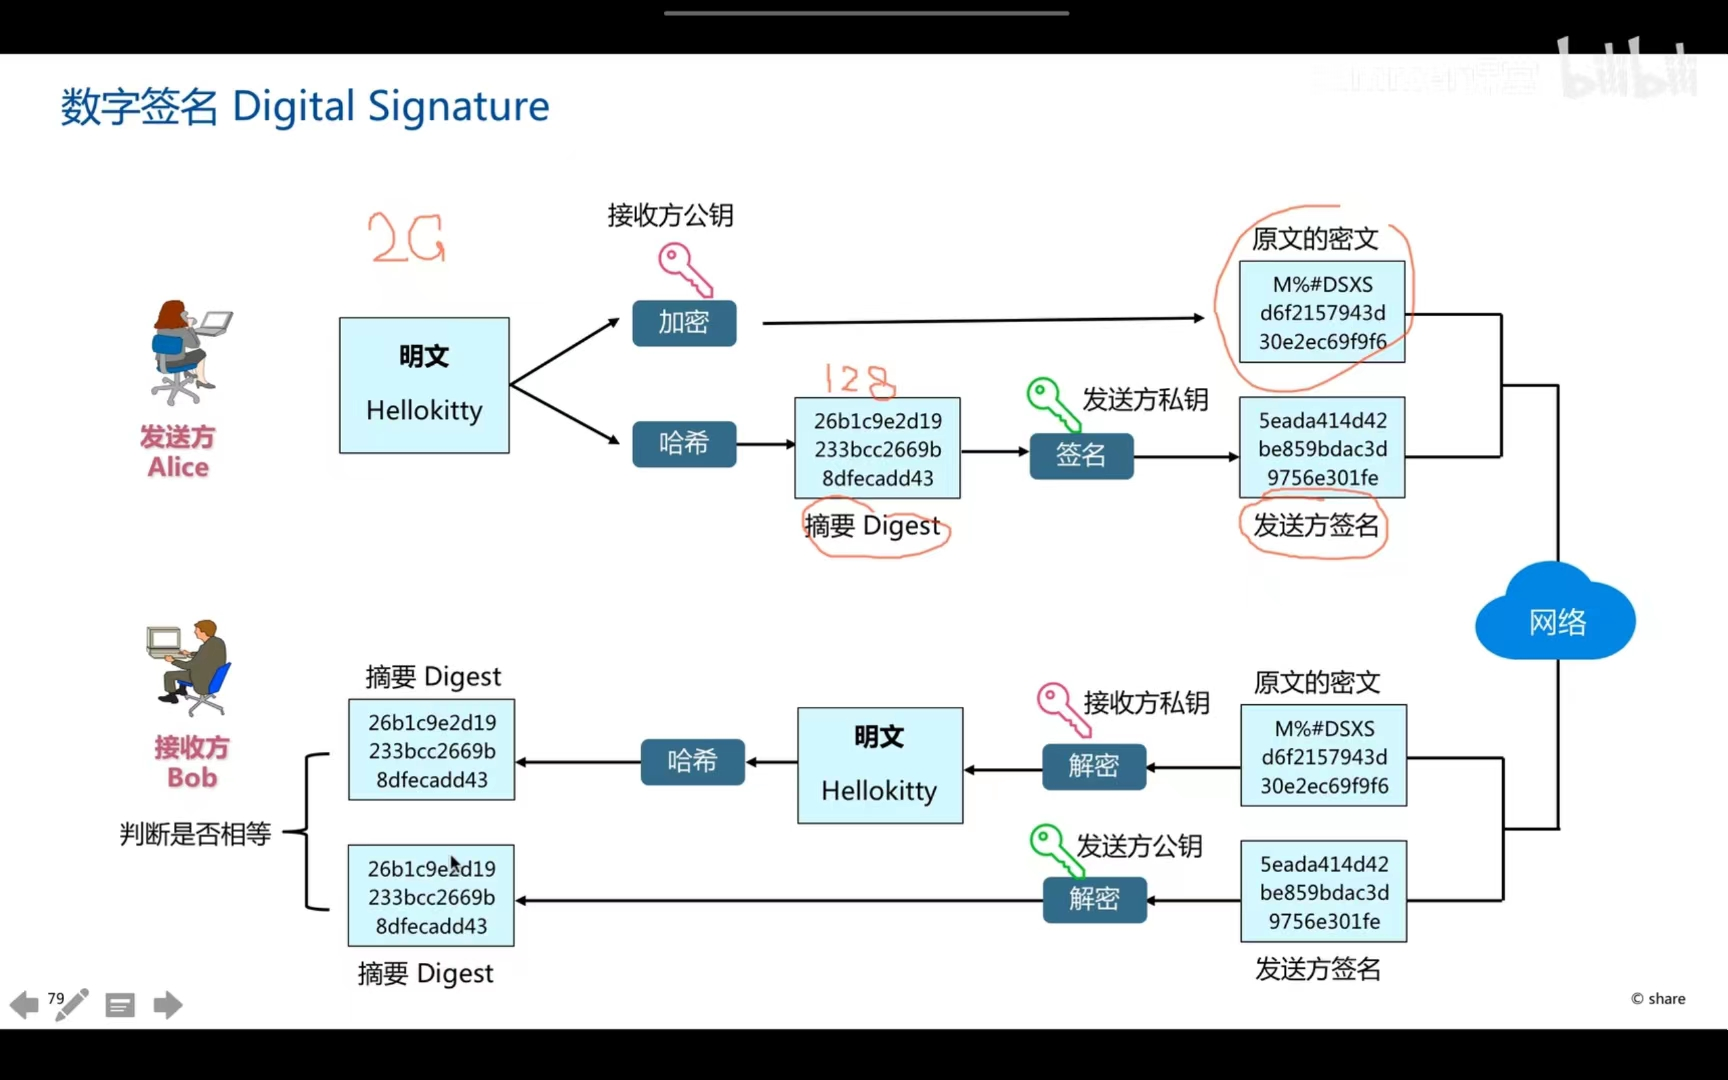 数字签名 Digital Signature
bilibili
2G
接收方公钥
加密
原文的密文
M%#DSXS
d6f2157943d
30e2ec69f9f6
明文
Hellokitty
发送方
Alice
哈希
128
26b1c9e2d19
233bcc2669b
8dfecadd43
摘要 Digest
发送方私钥
签名
5eada414d42
be859bdac3d
9756e301fe
发送方签名
网络
接收方
Bob
判断是否相等
摘要 Digest
26b1c9e2d19
233bcc2669b
8dfecadd43
哈希
明文
Hellokitty
接收方私钥
解密
原文的密文
M%#DSXS
d6f2157943d
30e2ec69f9f6
26b1c9e2d19
233bcc2669b
8dfecadd43
摘要 Digest
发送方公钥
解密
5eada414d42
be859bdac3d
9756e301fe
发送方签名
79
© share